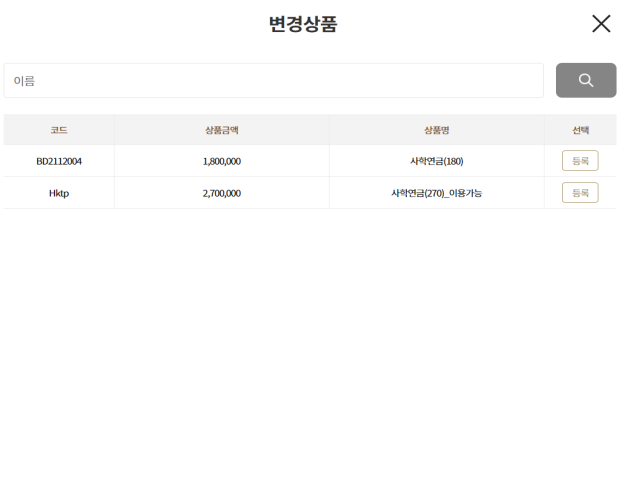 변경상품
이름
코드 상품금액 상품명 선택
BD2112004 1,800,000 사학연금(180) 등록
Hktp 2,700,000 사학연금(270)_이용가능 등록